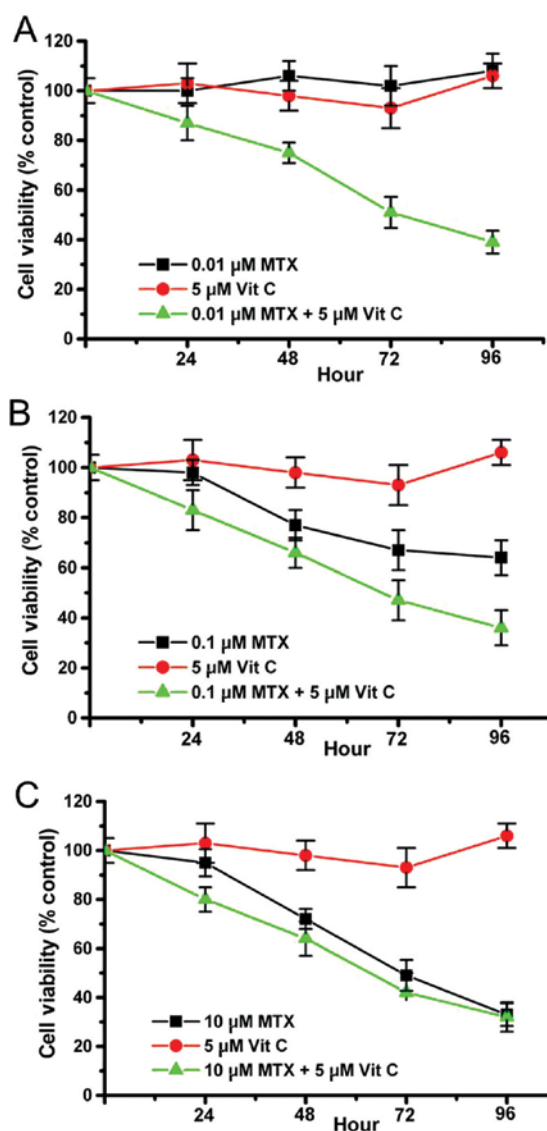 A
120
100
80
60
40
20
0
Cell viability (% control)
0.01 µM MTX
5 µM Vit C
0.01 µM MTX + 5 µM Vit C
24 48 72 96
Hour
B
120
100
80
60
40
20
0
Cell viability (% control)
0.1 µM MTX
5 µM Vit C
0.1 µM MTX + 5 µM Vit C
24 48 72 96
Hour
C
120
100
80
60
40
20
0
Cell viability (% control)
10 µM MTX
5 µM Vit C
10 µM MTX + 5 µM Vit C
24 48 72 96
Hour